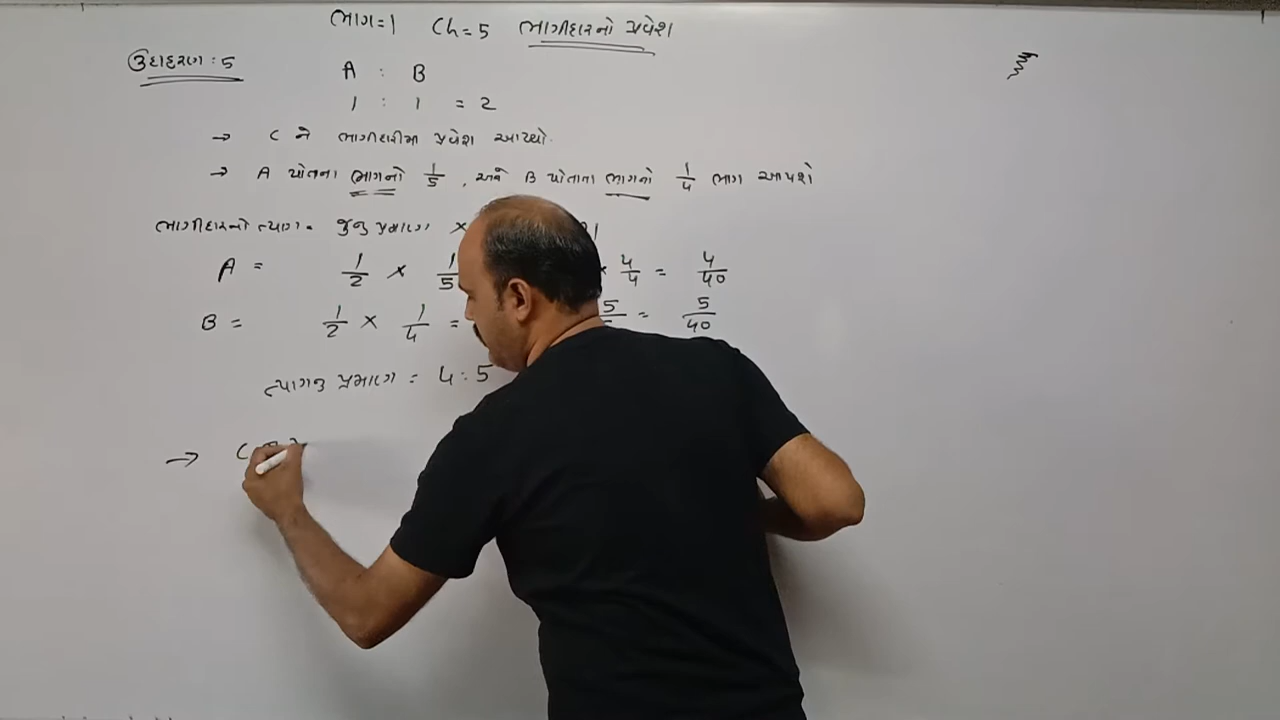 ભાગ=1 Ch=5 ભાગીદારનો પ્રવેશ
ઉદાહરણ:5
A : B
1 : 1 = 2
→ C ને ભાગીદારીમાં પ્રવેશ આપ્યો.
→ A પોતાના ભાગનો 1/5, અને B પોતાના ભાગનો 1/4 ભાગ આપશે
ભાગીદારનો ત્યાગ = જુનુ પ્રમાણ ×
A = 1/2 × 1/5 × 4/4 = 4/40
B = 1/2 × 1/4 = = 5/40
ત્યાગનુ પ્રમાણ = 4:5
→ C